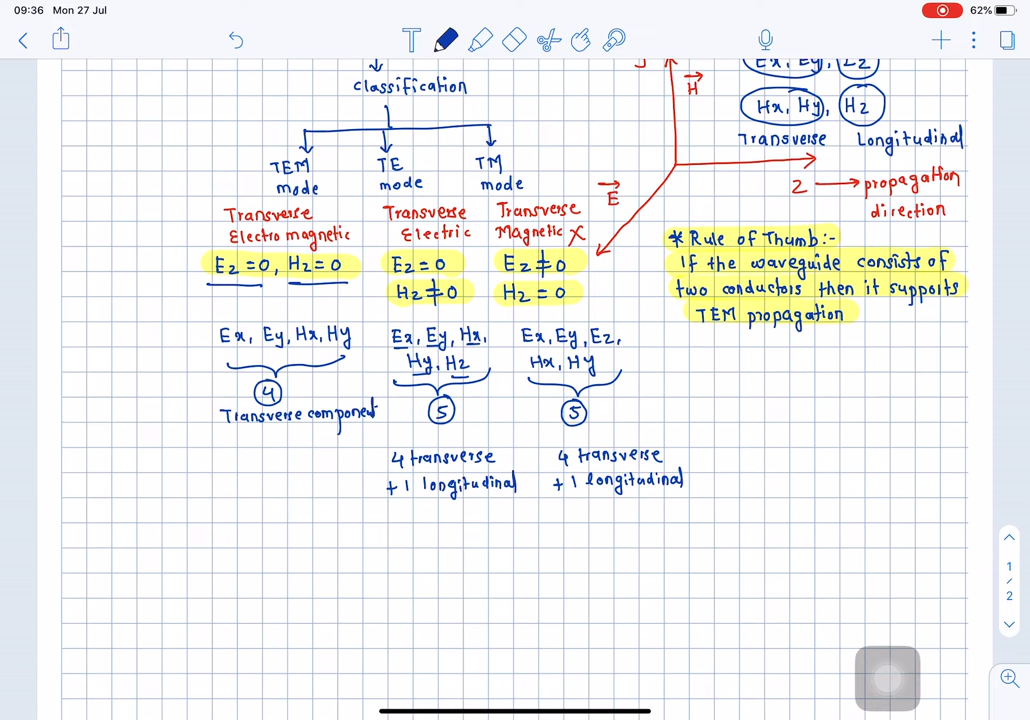 09:36 Mon 27 Jul
62%
T
classification
TEM mode
TE mode
TM mode
Transverse Electromagnetic
Transverse Electric
Transverse Magnetic
Ez = 0, Hz = 0
Ez = 0
Hz ≠ 0
Ez ≠ 0
Hz = 0
Ex, Ey, Hx, Hy
4
Transverse component
Ex, Ey, Hx,
Hy, Hz
5
4 transverse
+ 1 longitudinal
Ex, Ey, Ez,
Hx, Hy
5
4 transverse
+ 1 longitudinal
H
E
X
Z → propagation
direction
Ex, Ey, Ez
Hx, Hy, Hz
Transverse Longitudinal
* Rule of Thumb:-
If the waveguide consists of
two conductors then it supports
TEM propagation
1
/
2